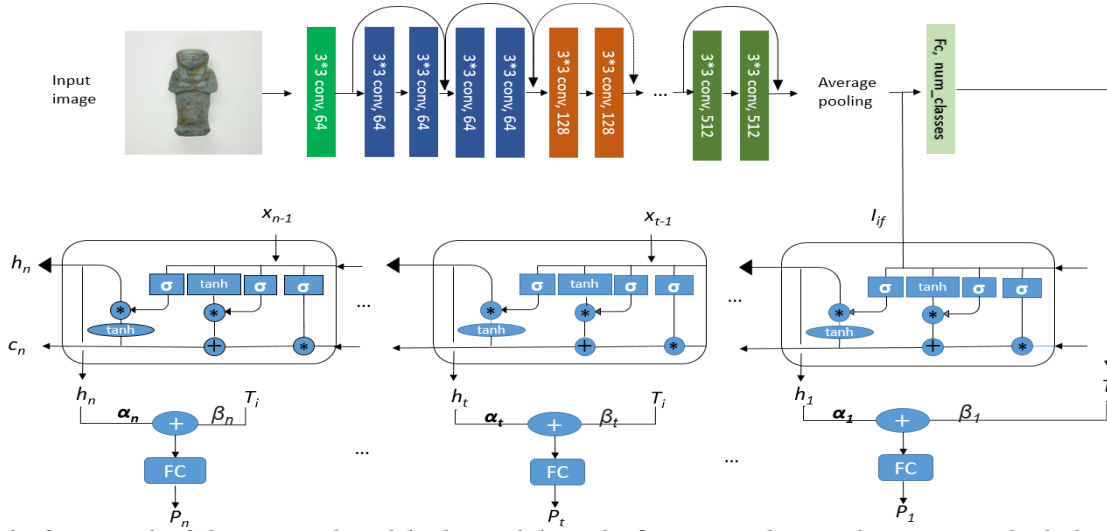 Input image
3*3 conv, 64
3*3 conv, 64
3*3 conv, 64
3*3 conv, 64
3*3 conv, 64
3*3 conv, 128
3*3 conv, 128
...
3*3 conv, 512
3*3 conv, 512
Average pooling
Fc, num_classes
x_{n-1}
x_{t-1}
I_{if}
h_n
σ tanh σ σ
* *
tanh
c_n
+ *
...
σ tanh σ σ
* *
tanh
+ *
...
σ tanh σ σ
* *
tanh
+ *
h_n
T_i
α_n + β_n
FC
P_n
...
h_t
T_i
α_t + β_t
FC
P_t
...
h_1
T
α_1 + β_1
FC
P_1